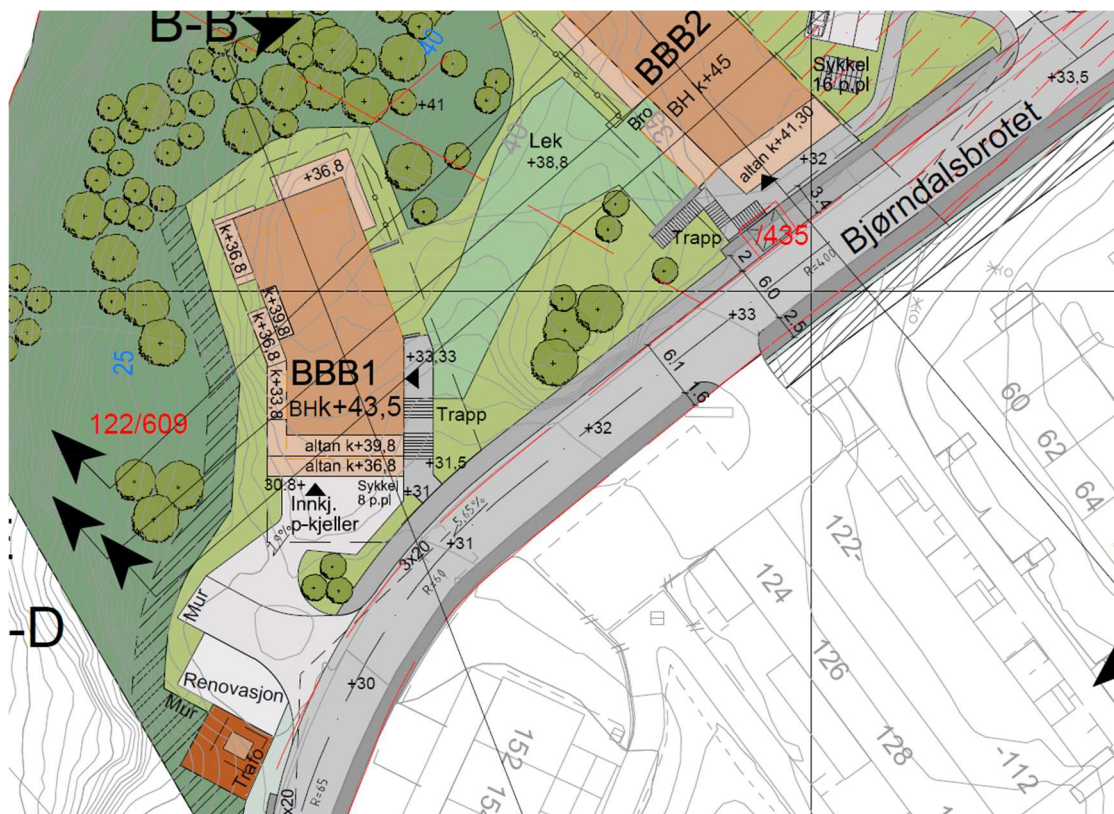 B-B
40
+41
BBB2
BH k+45
Sykkel
16 p.pl
+33,5
Lek
+38,8
40
Bro
35
altan k+41,30
+32
3,4
Bjørndalsbrotet
+36,8
k+36,8
Trapp
/435
R=400
2
6,0
2,5
k+39,8
k+36,8
k+33,8
+33,33
+33
6,1
1,6
25
BBB1
BHk+43,5
Trapp
122/609
altan k+39,8
altan k+36,8
+31,5
+32
60
62
64
30.8+
Innkj.
p-kjeller
Sykkel
8 p.pl
+31
5,65%
3x20
+31
R=60
122-
124
126
128
-112
-D
Mur
Renovasjon
+30
Mur
Trafo
R=65
x20
152